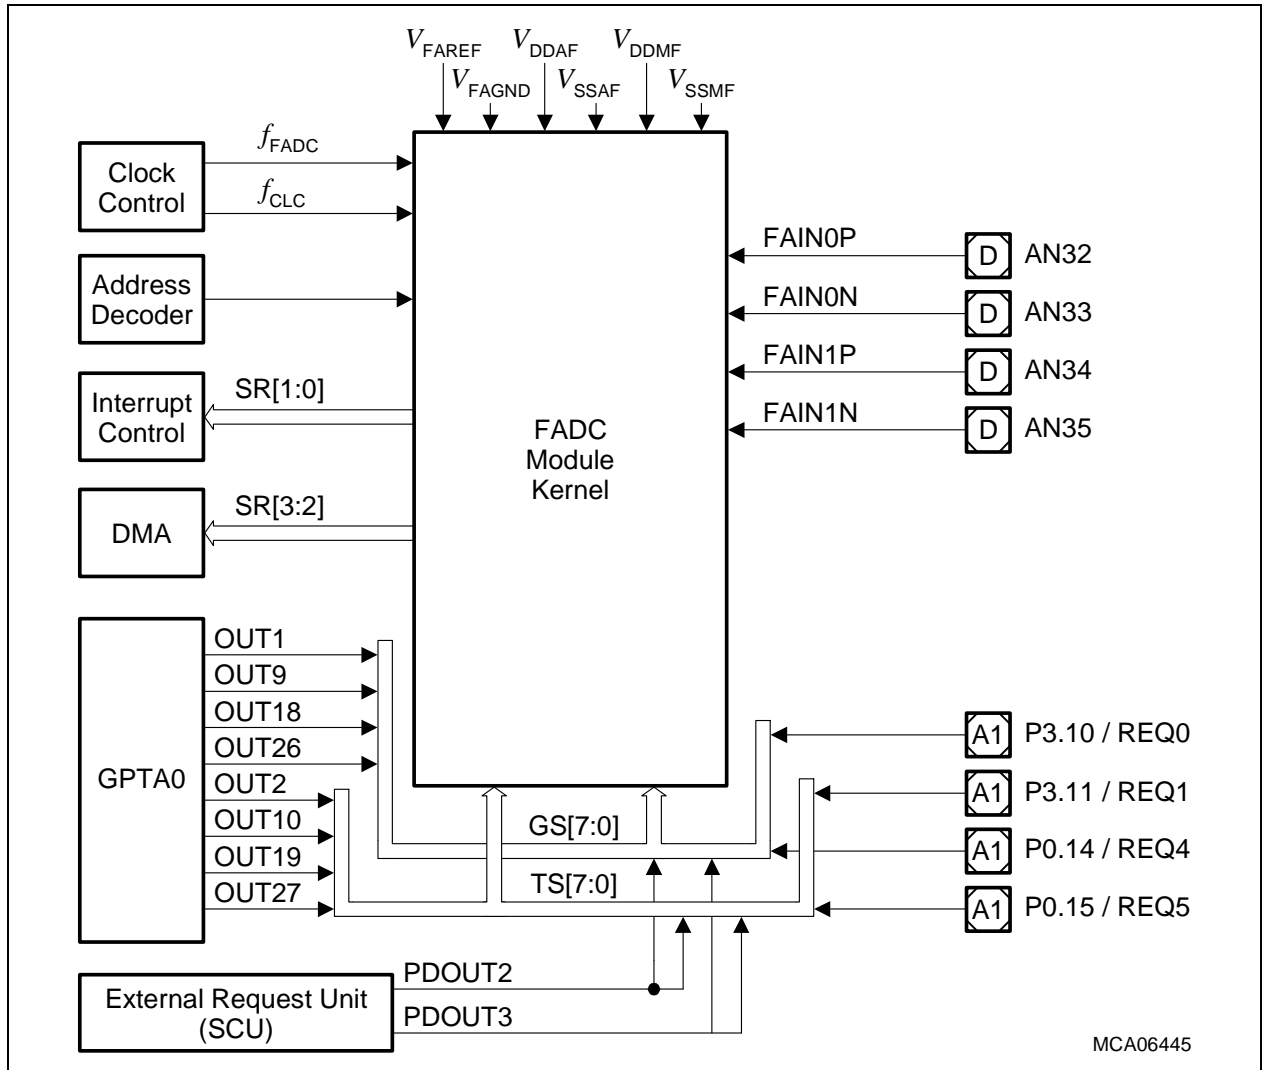 VFAREF VDDAF VDDMF
VFAGND VSSAF VSSMF
Clock
Control
fFADC
fCLC
Address
Decoder
Interrupt
Control
SR[1:0]
DMA
SR[3:2]
FADC
Module
Kernel
FAIN0P
D AN32
FAIN0N
D AN33
FAIN1P
D AN34
FAIN1N
D AN35
GPTA0
OUT1
OUT9
OUT18
OUT26
OUT2
OUT10
OUT19
OUT27
GS[7:0]
TS[7:0]
A1 P3.10 / REQ0
A1 P3.11 / REQ1
A1 P0.14 / REQ4
A1 P0.15 / REQ5
External Request Unit
(SCU)
PDOUT2
PDOUT3
MCA06445